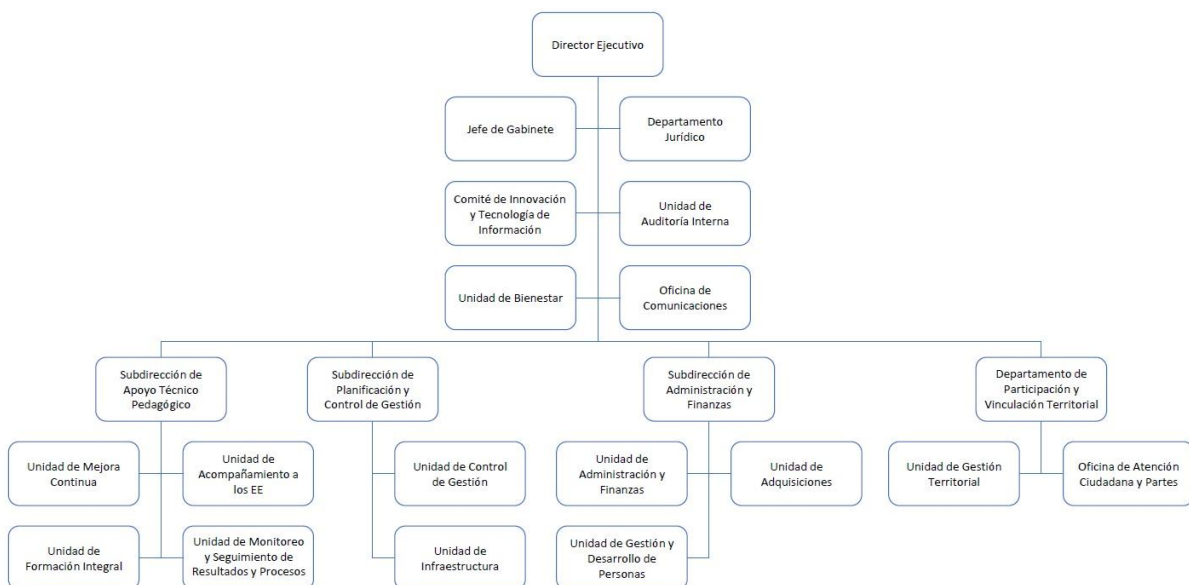 Director Ejecutivo
Jefe de Gabinete
Departamento
Jurídico
Comité de Innovación
y Tecnología de
Información
Unidad de
Auditoría Interna
Unidad de Bienestar
Oficina de
Comunicaciones
Subdirección de
Apoyo Técnico
Pedagógico
Subdirección de
Planificación y
Control de Gestión
Subdirección de
Administración y
Finanzas
Departamento de
Participación y
Vinculación Territorial
Unidad de Mejora
Continua
Unidad de
Acompañamiento a
los EE
Unidad de Control
de Gestión
Unidad de
Administración y
Finanzas
Unidad de
Adquisiciones
Unidad de Gestión
Territorial
Oficina de Atención
Ciudadana y Partes
Unidad de
Formación Integral
Unidad de Monitoreo
y Seguimiento de
Resultados y Procesos
Unidad de
Infraestructura
Unidad de Gestión y
Desarrollo de
Personas